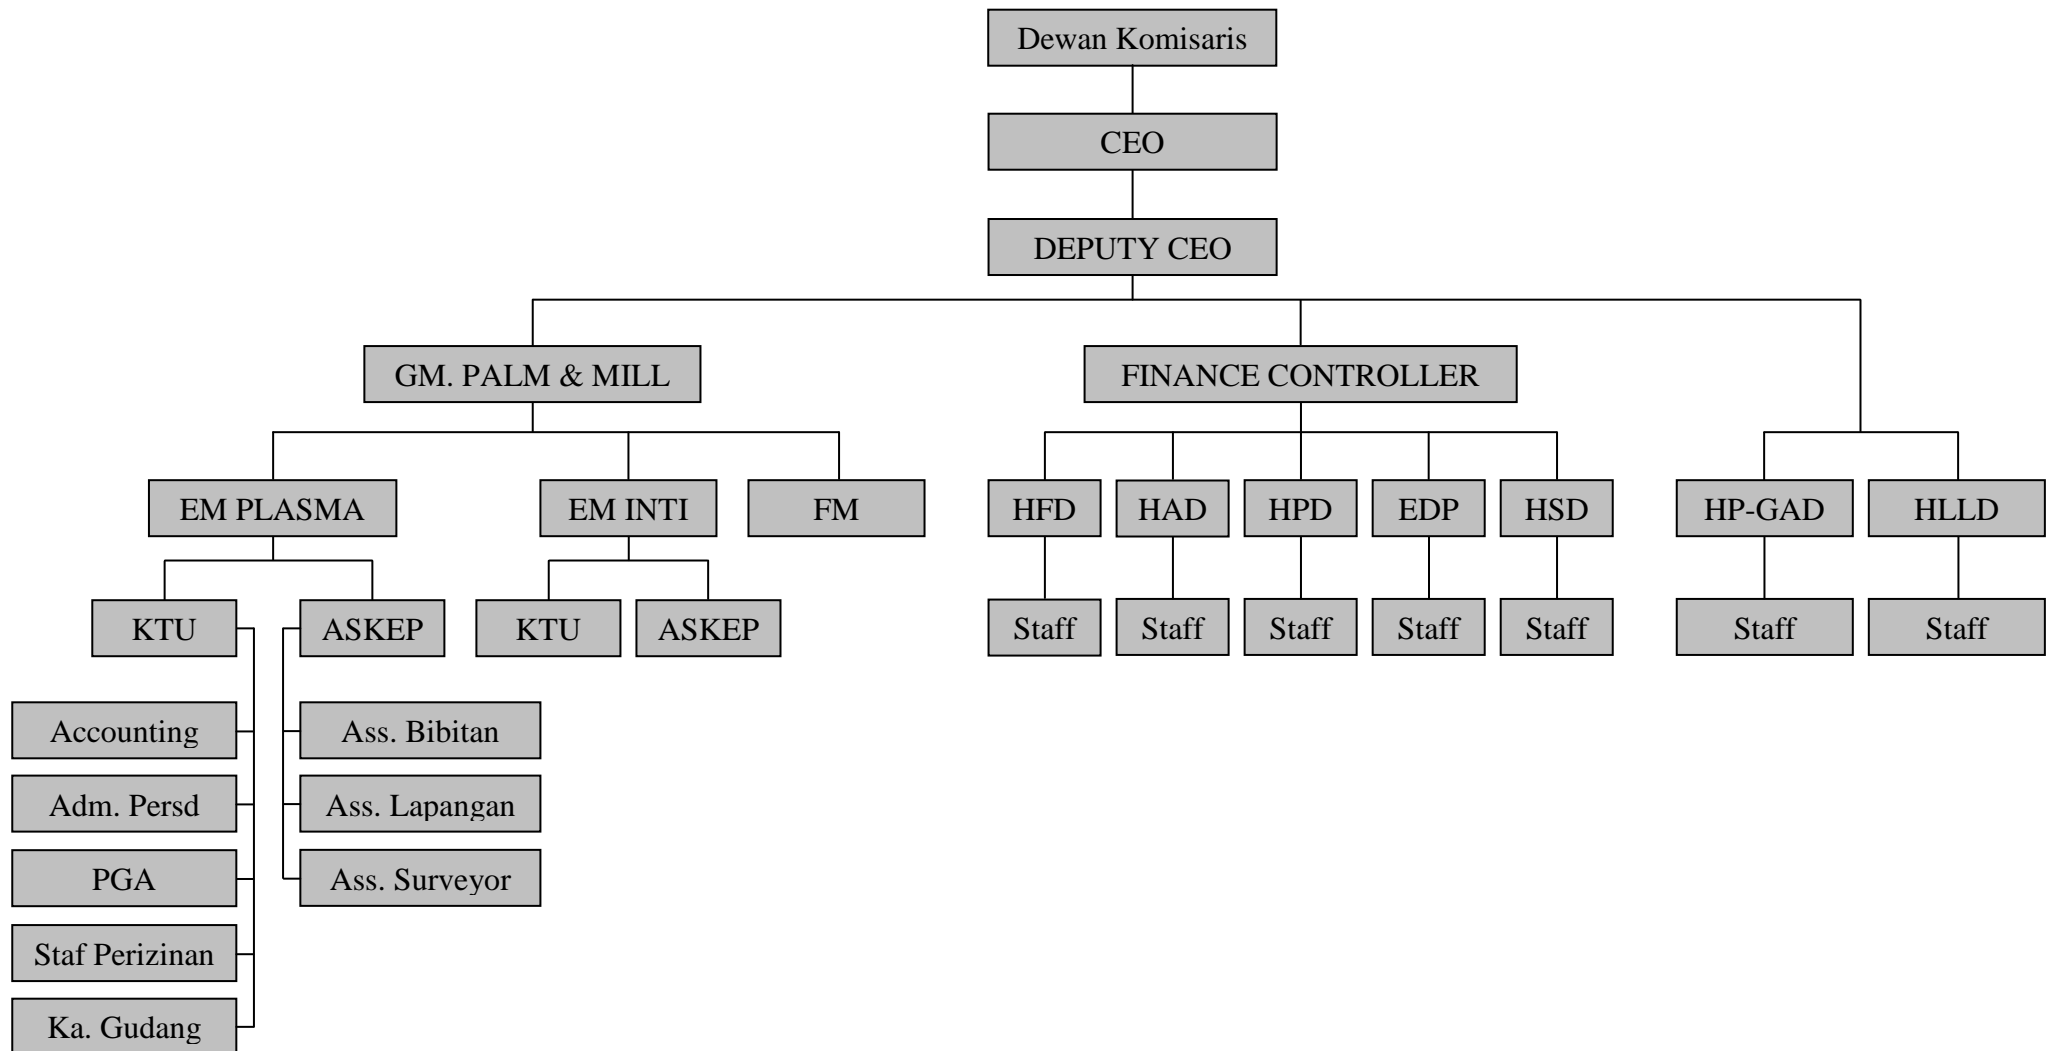 Dewan Komisaris
CEO
DEPUTY CEO
GM. PALM & MILL
FINANCE CONTROLLER
EM PLASMA
EM INTI
FM
HFD
HAD
HPD
EDP
HSD
HP-GAD
HLLD
KTU
ASKEP
KTU
ASKEP
Staff
Staff
Staff
Staff
Staff
Staff
Staff
Accounting
Ass. Bibitan
Adm. Persd
Ass. Lapangan
PGA
Ass. Surveyor
Staf Perizinan
Ka. Gudang